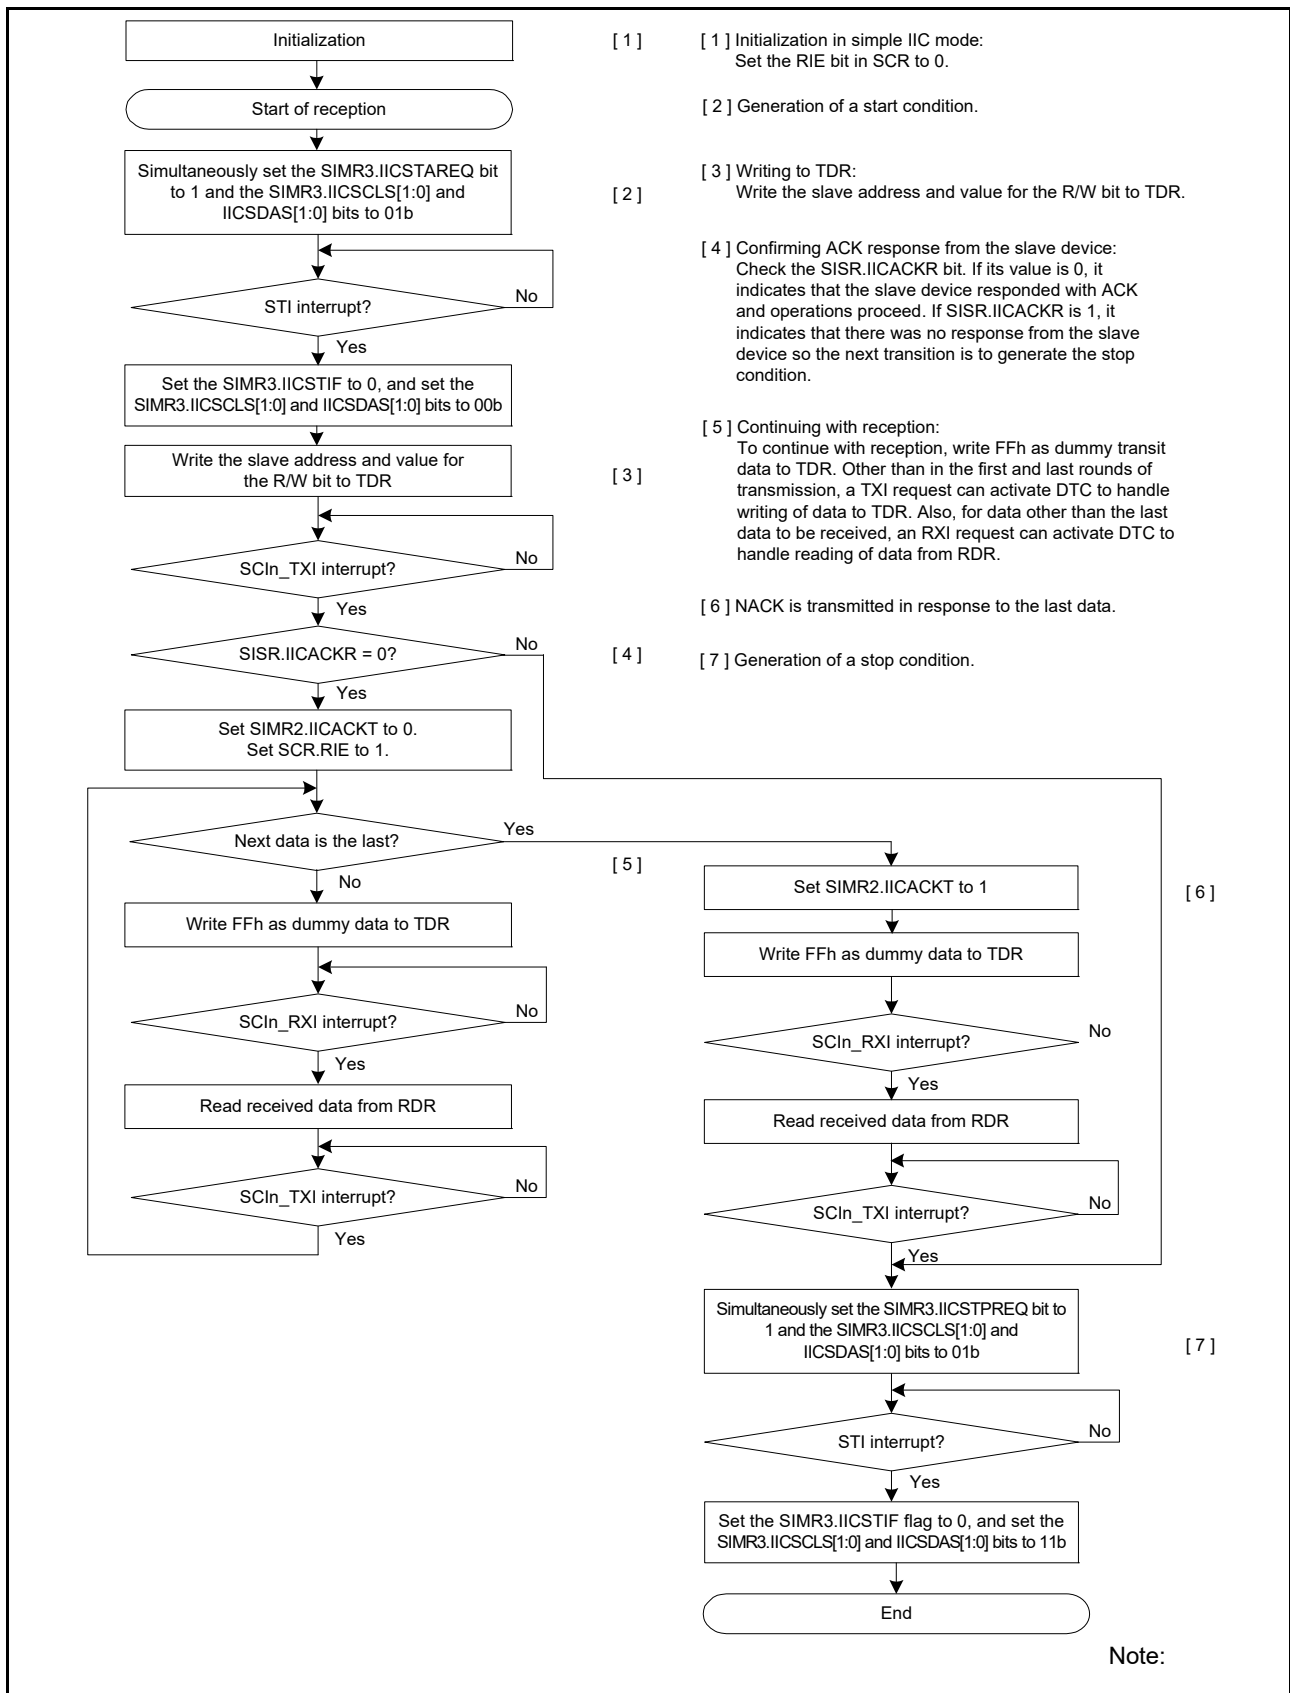 Initialization
[ 1 ]
Start of reception
Simultaneously set the SIMR3.IICSTAREQ bit
to 1 and the SIMR3.IICSCLS[1:0] and
IICSDAS[1:0] bits to 01b
[ 2 ]
STI interrupt?
No
Yes
Set the SIMR3.IICSTIF to 0, and set the
SIMR3.IICSCLS[1:0] and IICSDAS[1:0] bits to 00b
Write the slave address and value for
the R/W bit to TDR
[ 3 ]
SCIn_TXI interrupt?
No
Yes
SISR.IICACKR = 0?
No
[ 4 ]
Yes
Set SIMR2.IICACKT to 0.
Set SCR.RIE to 1.
Next data is the last?
Yes
[ 5 ]
No
Write FFh as dummy data to TDR
SCIn_RXI interrupt?
No
Yes
Read received data from RDR
SCIn_TXI interrupt?
No
Yes
[ 1 ] Initialization in simple IIC mode:
Set the RIE bit in SCR to 0.
[ 2 ] Generation of a start condition.
[ 3 ] Writing to TDR:
Write the slave address and value for the R/W bit to TDR.
[ 4 ] Confirming ACK response from the slave device:
Check the SISR.IICACKR bit. If its value is 0, it
indicates that the slave device responded with ACK
and operations proceed. If SISR.IICACKR is 1, it
indicates that there was no response from the slave
device so the next transition is to generate the stop
condition.
[ 5 ] Continuing with reception:
To continue with reception, write FFh as dummy transit
data to TDR. Other than in the first and last rounds of
transmission, a TXI request can activate DTC to handle
writing of data to TDR. Also, for data other than the last
data to be received, an RXI request can activate DTC to
handle reading of data from RDR.
[ 6 ] NACK is transmitted in response to the last data.
[ 7 ] Generation of a stop condition.
Set SIMR2.IICACKT to 1
[ 6 ]
Write FFh as dummy data to TDR
SCIn_RXI interrupt?
No
Yes
Read received data from RDR
SCIn_TXI interrupt?
No
Yes
Simultaneously set the SIMR3.IICSTPREQ bit to
1 and the SIMR3.IICSCLS[1:0] and
IICSDAS[1:0] bits to 01b
[ 7 ]
STI interrupt?
No
Yes
Set the SIMR3.IICSTIF flag to 0, and set the
SIMR3.IICSCLS[1:0] and IICSDAS[1:0] bits to 11b
End
Note: